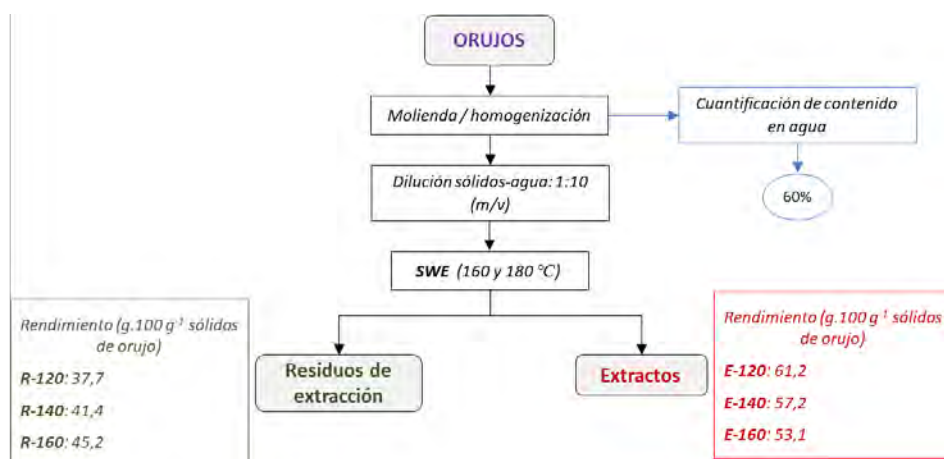 ORUJOS
Molienda / homogenización
Cuantificación de contenido
en agua
Dilución sólidos-agua: 1:10
(m/v)
60%
SWE (160 y 180 °C)
Rendimiento (g.100 g⁻¹ sólidos
de orujo)
R-120: 37,7
R-140: 41,4
R-160: 45,2
Residuos de
extracción
Extractos
Rendimiento (g.100 g⁻¹ sólidos
de orujo)
E-120: 61,2
E-140: 57,2
E-160: 53,1